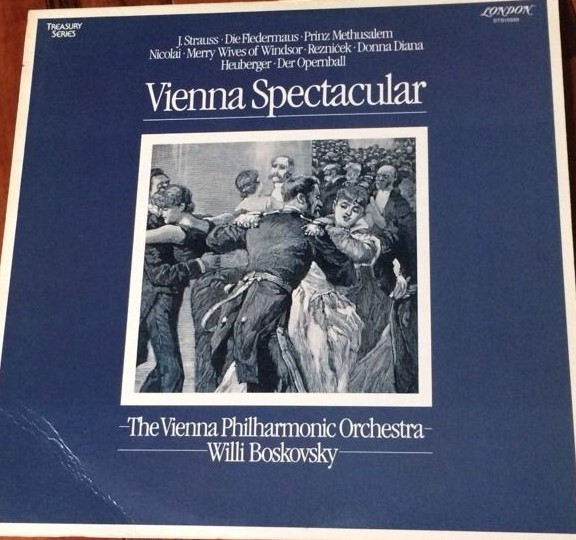 TREASURY
SERIES
LONDON
J. Strauss · Die Fledermaus · Prinz Methusalem
Nicolai · Merry Wives of Windsor · Rezniček · Donna Diana
Heuberger · Der Opernball
Vienna Spectacular
The Vienna Philharmonic Orchestra
Willi Boskovsky